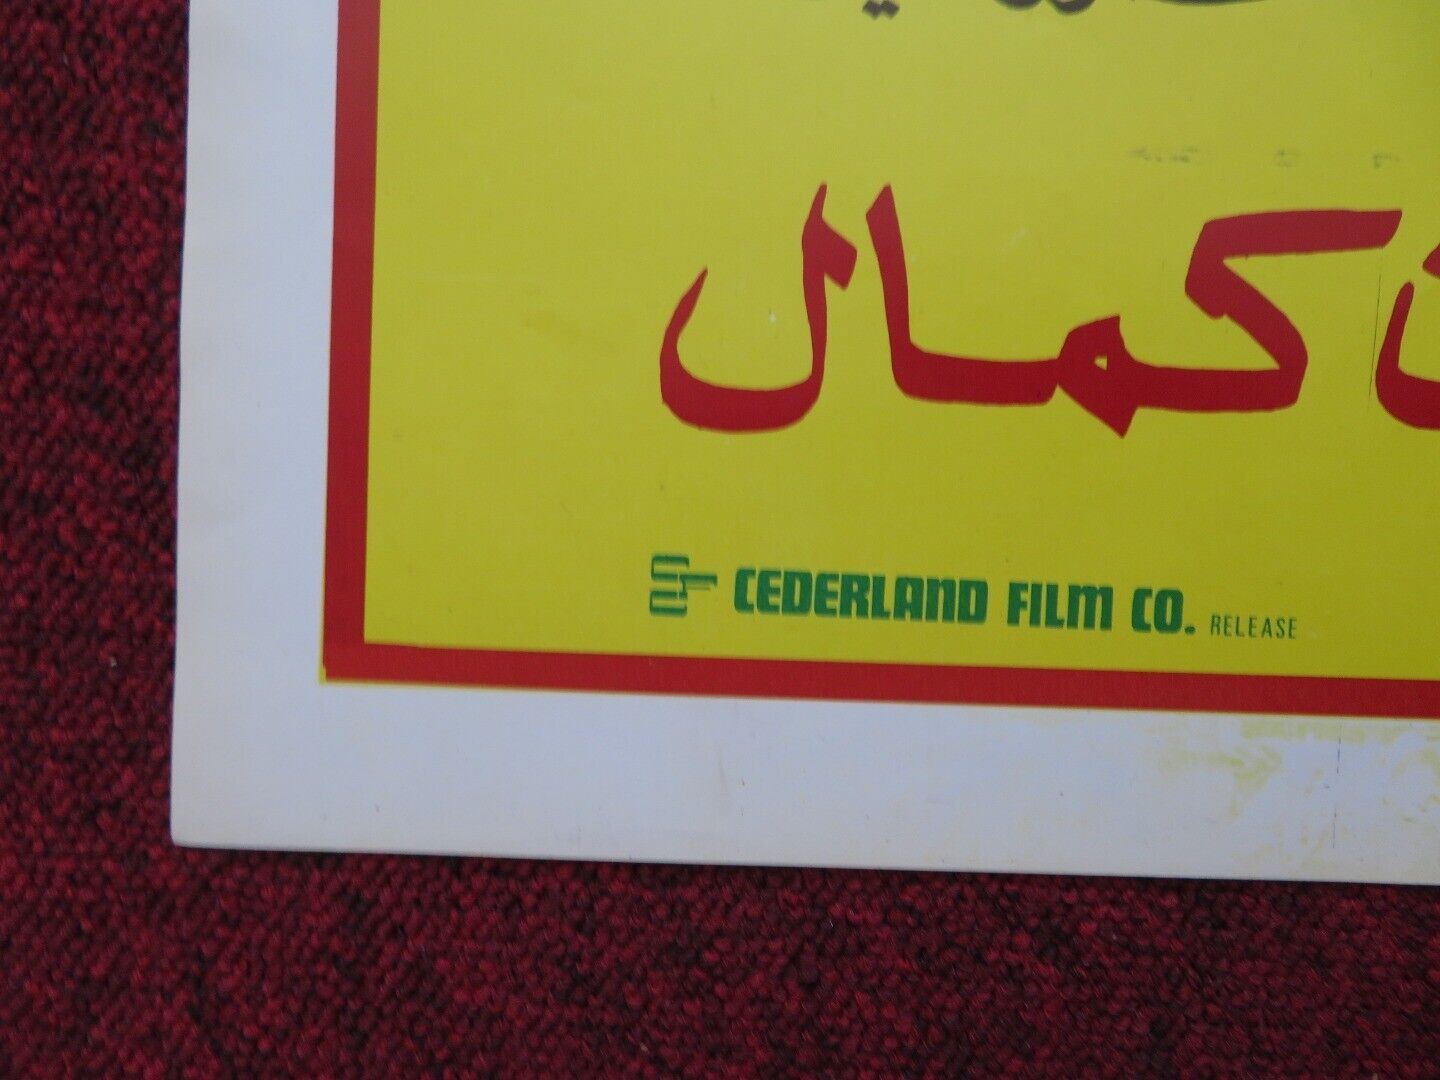 كمال
CEDERLAND FILM CO. RELEASE